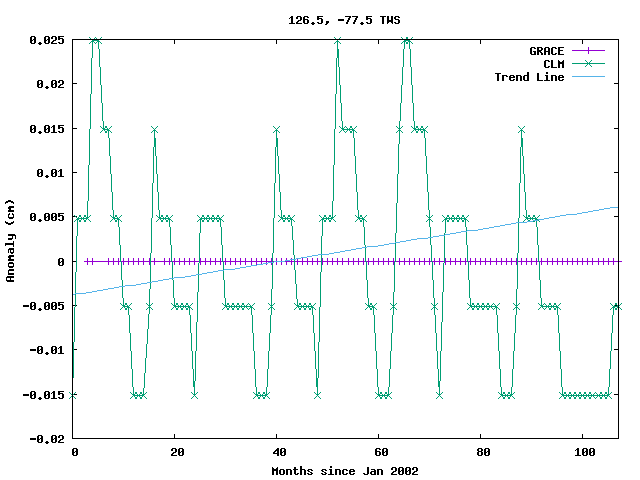 126.5, -77.5 TWS
GRACE
CLM
Trend Line
0.025
0.02
0.015
0.01
0.005
0
-0.005
-0.01
-0.015
-0.02
Anomaly (cm)
0 20 40 60 80 100
Months since Jan 2002